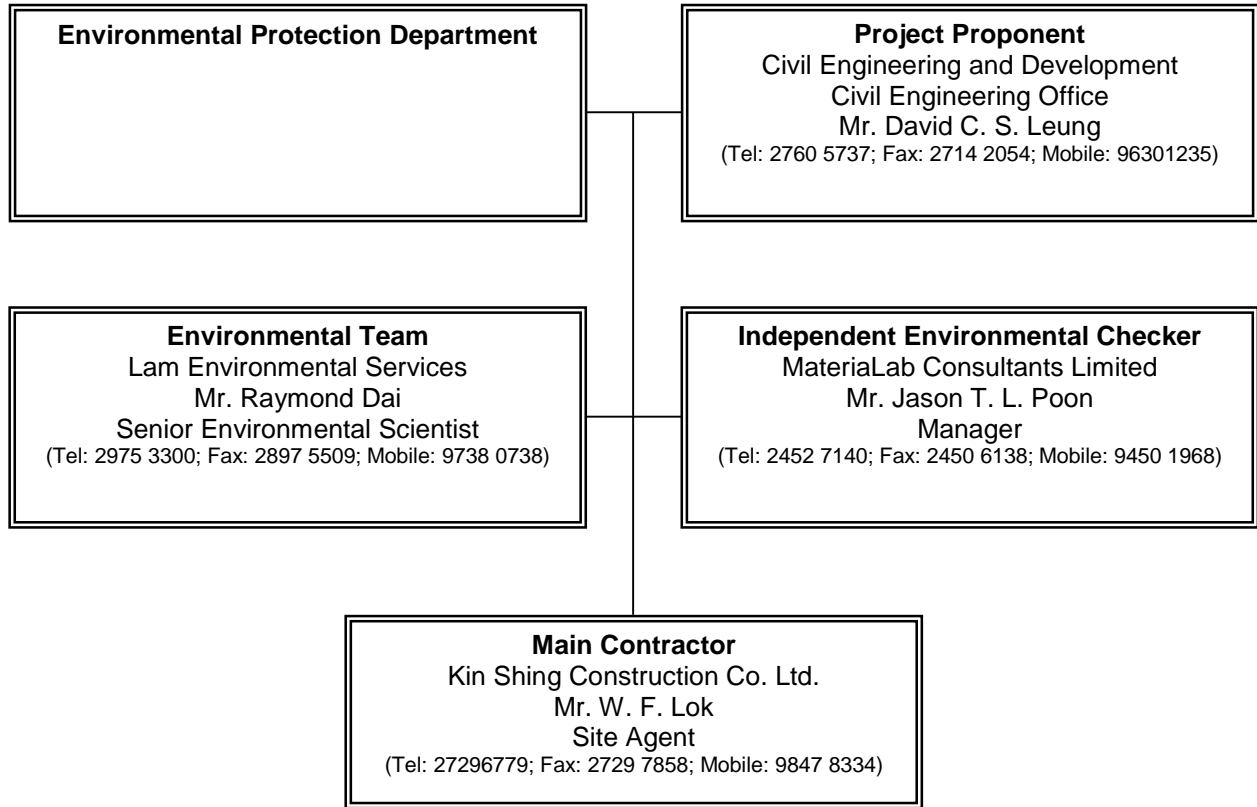 Environmental Protection Department
Project Proponent
Civil Engineering and Development
Civil Engineering Office
Mr. David C. S. Leung
(Tel: 2760 5737; Fax: 2714 2054; Mobile: 96301235)
Environmental Team
Lam Environmental Services
Mr. Raymond Dai
Senior Environmental Scientist
(Tel: 2975 3300; Fax: 2897 5509; Mobile: 9738 0738)
Independent Environmental Checker
MateriaLab Consultants Limited
Mr. Jason T. L. Poon
Manager
(Tel: 2452 7140; Fax: 2450 6138; Mobile: 9450 1968)
Main Contractor
Kin Shing Construction Co. Ltd.
Mr. W. F. Lok
Site Agent
(Tel: 27296779; Fax: 2729 7858; Mobile: 9847 8334)